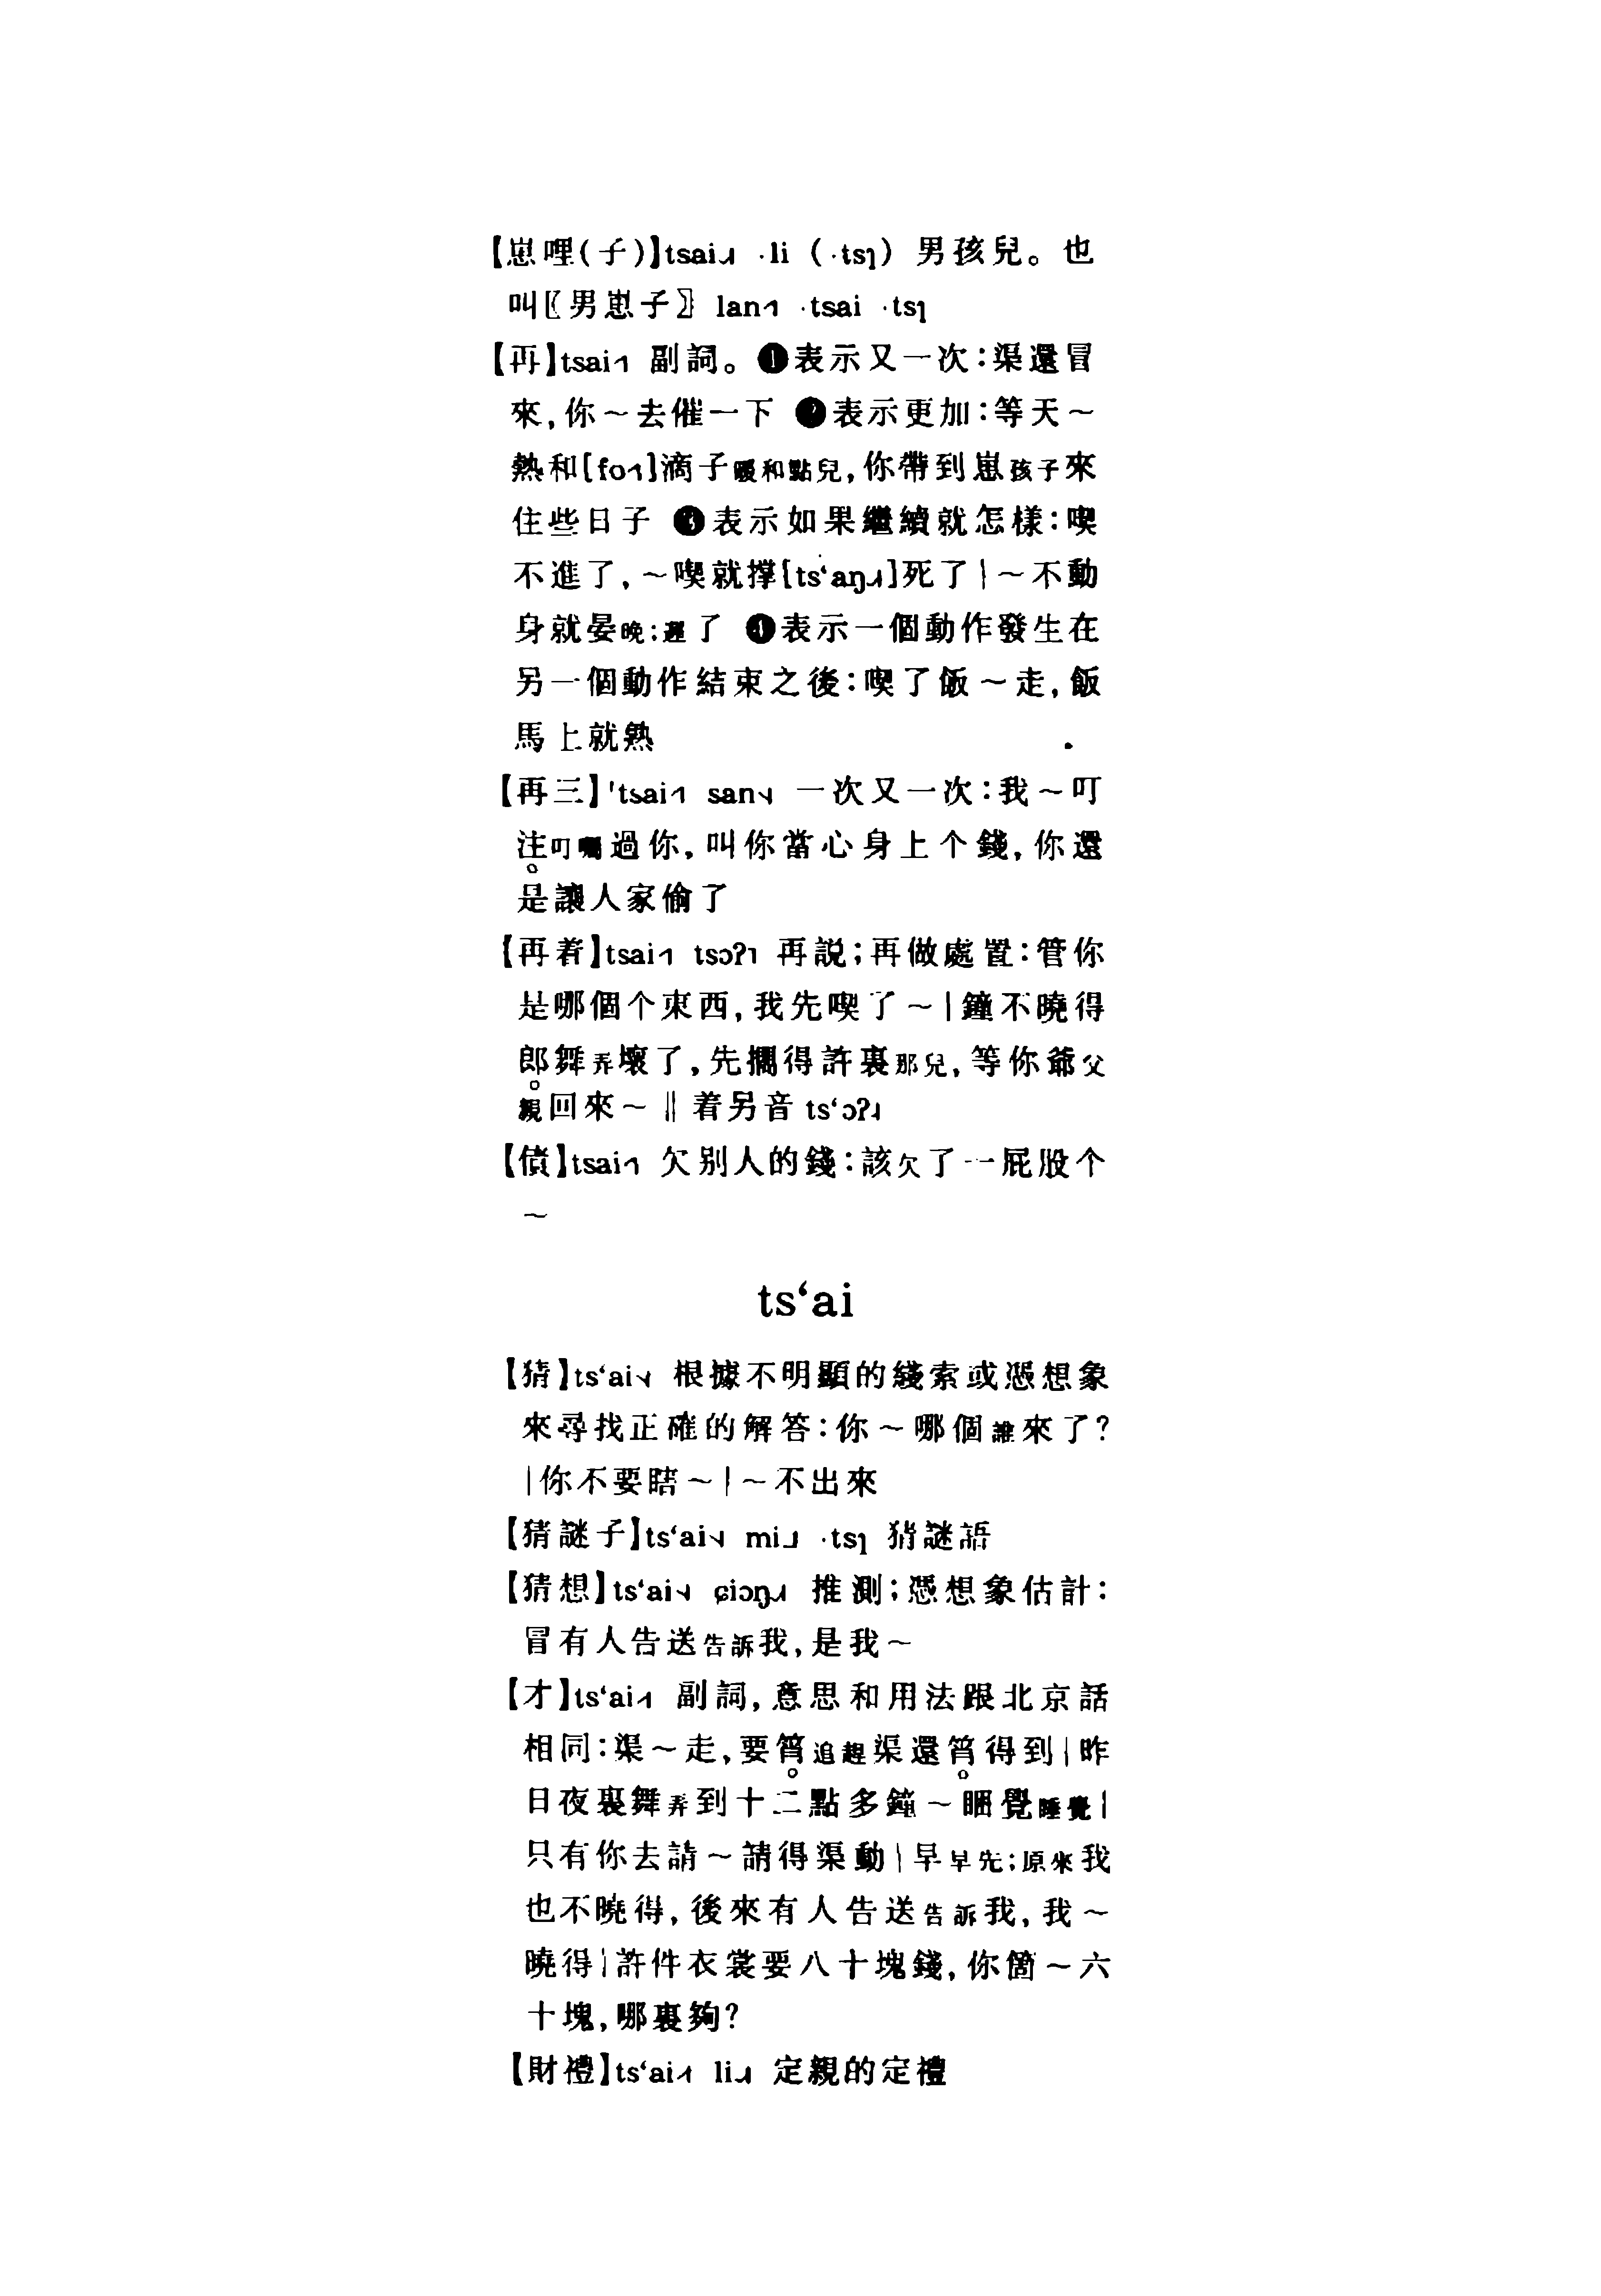 【崽哩(子)】tsai˨˩˧ ·li (·tsɿ) 男孩兒。也
叫〖男崽子〗 lan ·tsai ·tsɿ
【再】tsai 副詞。❶表示又一次：渠還冒
來，你～去催一下 ❷表示更加：等天～
熱和[fo]滴子暖和點兒，你帶到崽孩子來
住些日子 ❸表示如果繼續就怎樣：喫
不進了，～喫就撑[ts‘aŋ]死了|～不動
身就晏晚；遲了 ❹表示一個動作發生在
另一個動作結束之後：喫了飯～走，飯
馬上就熟
【再三】'tsai san 一次又一次：我～叮
注叮囑過你，叫你當心身上个錢，你還
是讓人家偷了
【再着】tsai tsɔʔ 再説；再做處置：管你
是哪個个東西，我先喫了～|鐘不曉得
郎舞弄壞了，先擱得許裏那兒，等你爺父
親回來～ ‖ 着另音 ts‘ɔʔ
【債】tsai 欠别人的錢：該欠了一屁股个
～
ts‘ai
【猜】ts‘ai 根據不明顯的綫索或憑想象
來尋找正確的解答：你～哪個誰來了？
|你不要瞎～|～不出來
【猜謎子】ts‘ai mi ·tsɿ 猜謎語
【猜想】ts‘ai ɕiɔŋ 推測；憑想象估計：
冒有人告送告訴我，是我～
【才】ts‘ai 副詞，意思和用法跟北京話
相同：渠～走，要筲追趕渠還筲得到|昨
日夜裏舞弄到十二點多鐘～睏覺睡覺|
只有你去請～請得渠動|早早先；原來我
也不曉得，後來有人告送告訴我，我～
曉得|許件衣裳要八十塊錢，你箇～六
十塊，哪裏夠？
【財禮】ts‘ai li 定親的定禮